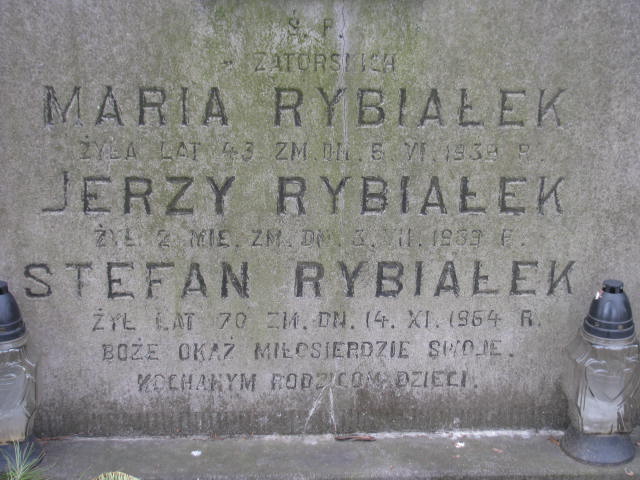 Ś. P.
Z ZATORSKICH
MARIA RYBIAŁEK
ŻYŁA LAT 43 ZM. DN. 6. VI. 1939 R.
JERZY RYBIAŁEK
ŻYŁ 2 MIE. ZM. DN. 3. VII. 1939 R.
STEFAN RYBIAŁEK
ŻYŁ LAT 70 ZM. DN. 14. XI. 1964 R.
BOŻE OKAŻ MIŁOSIERDZIE SWOJE.
KOCHANYM RODZICOM DZIECI.